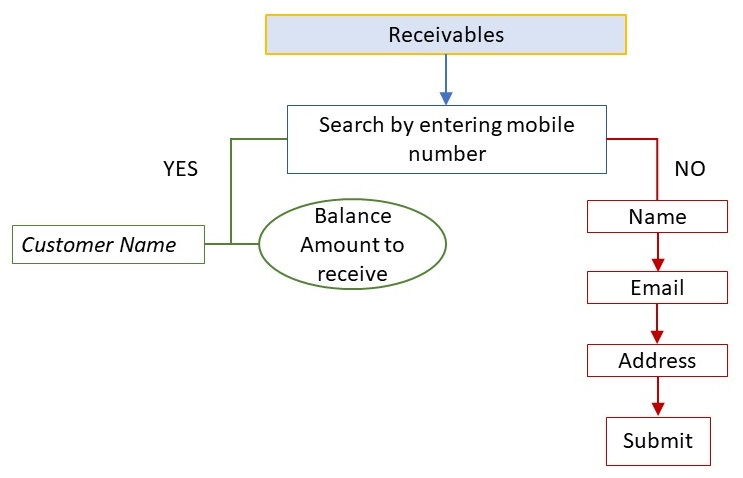 Receivables
Search by entering mobile
number
YES
NO
Name
Balance
Amount to
receive
Customer Name
Email
Address
Submit